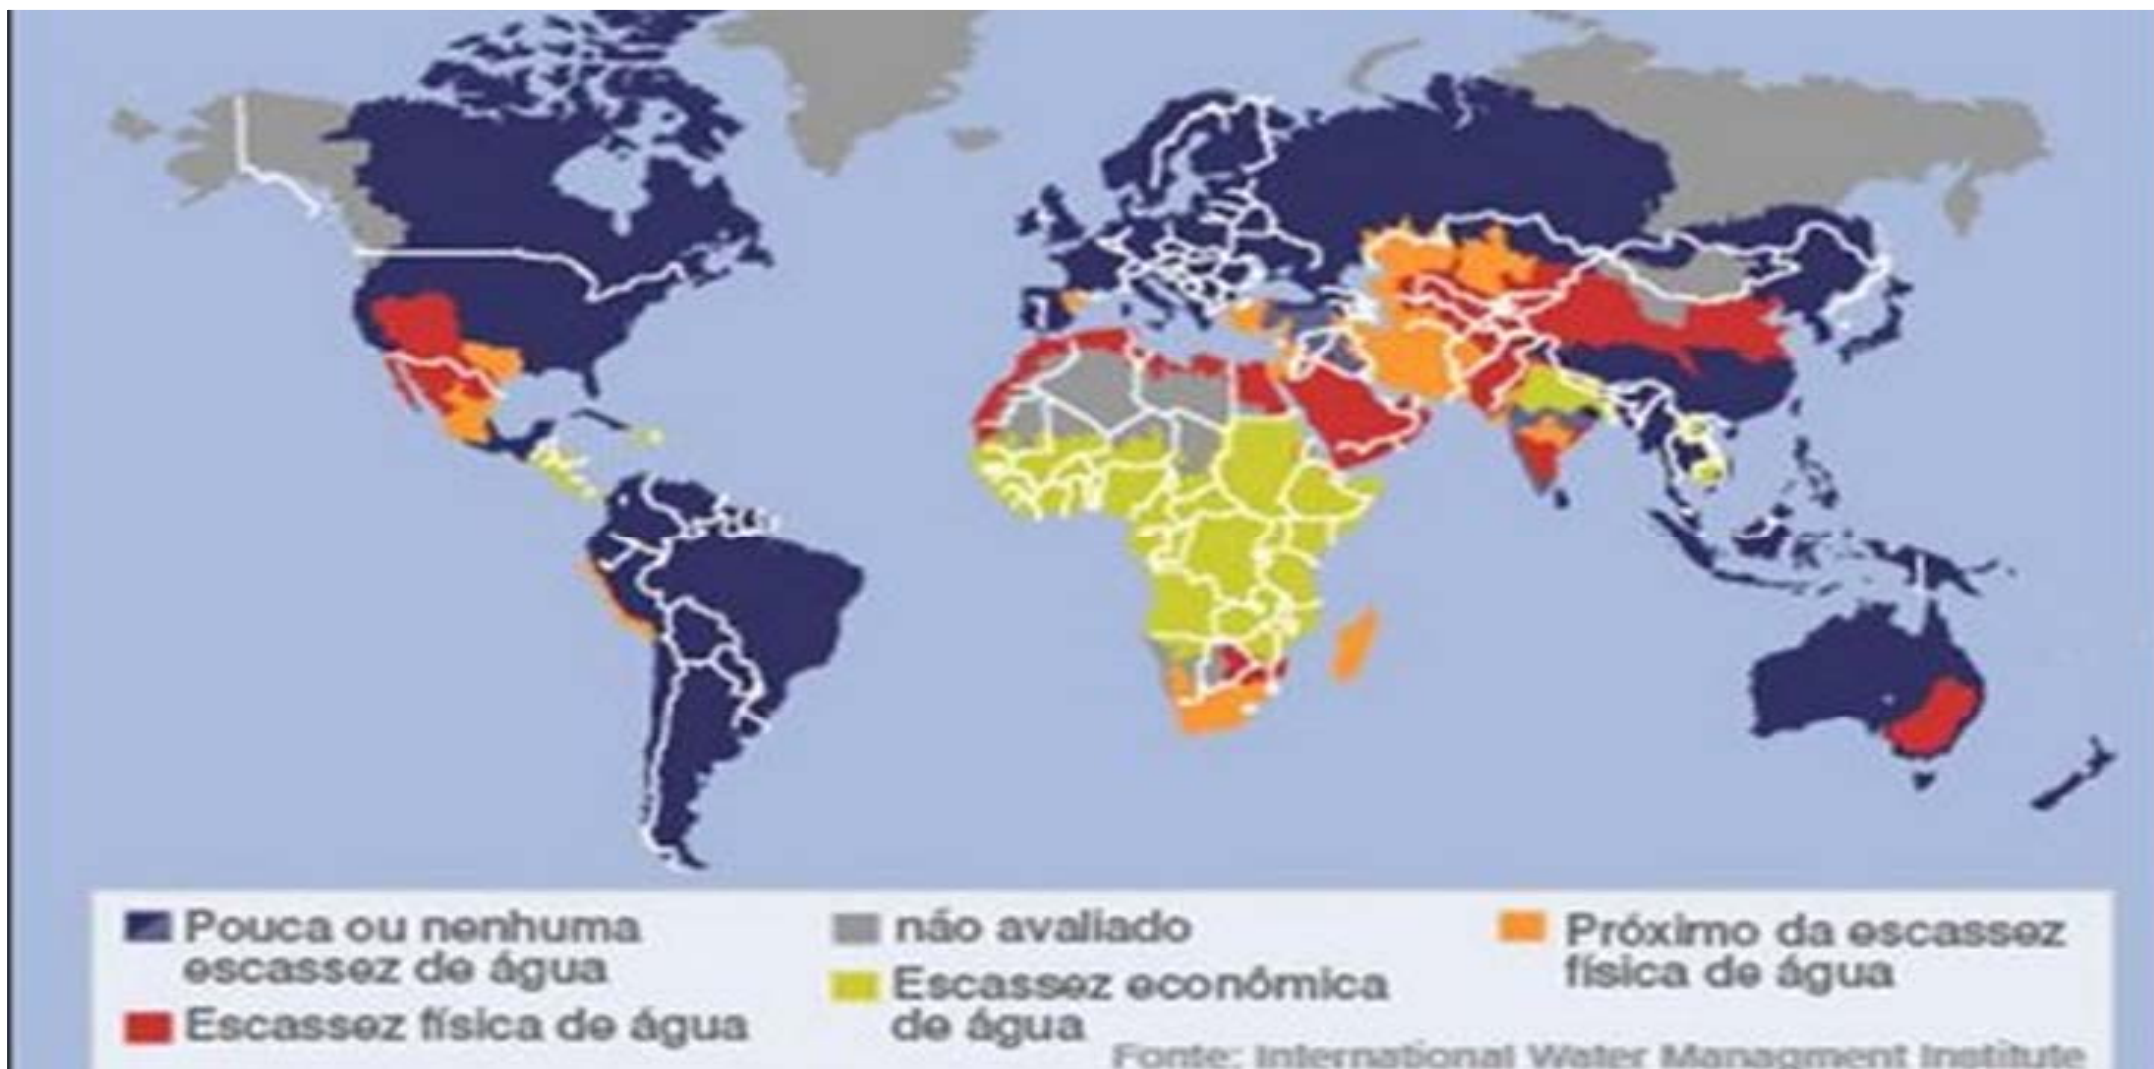 Pouca ou nenhuma
escassez de água
Escassez física de água
não avaliado
Escassez económica
de água
Próximo da escassez
física de água
Fonte: International Water Managment Institute